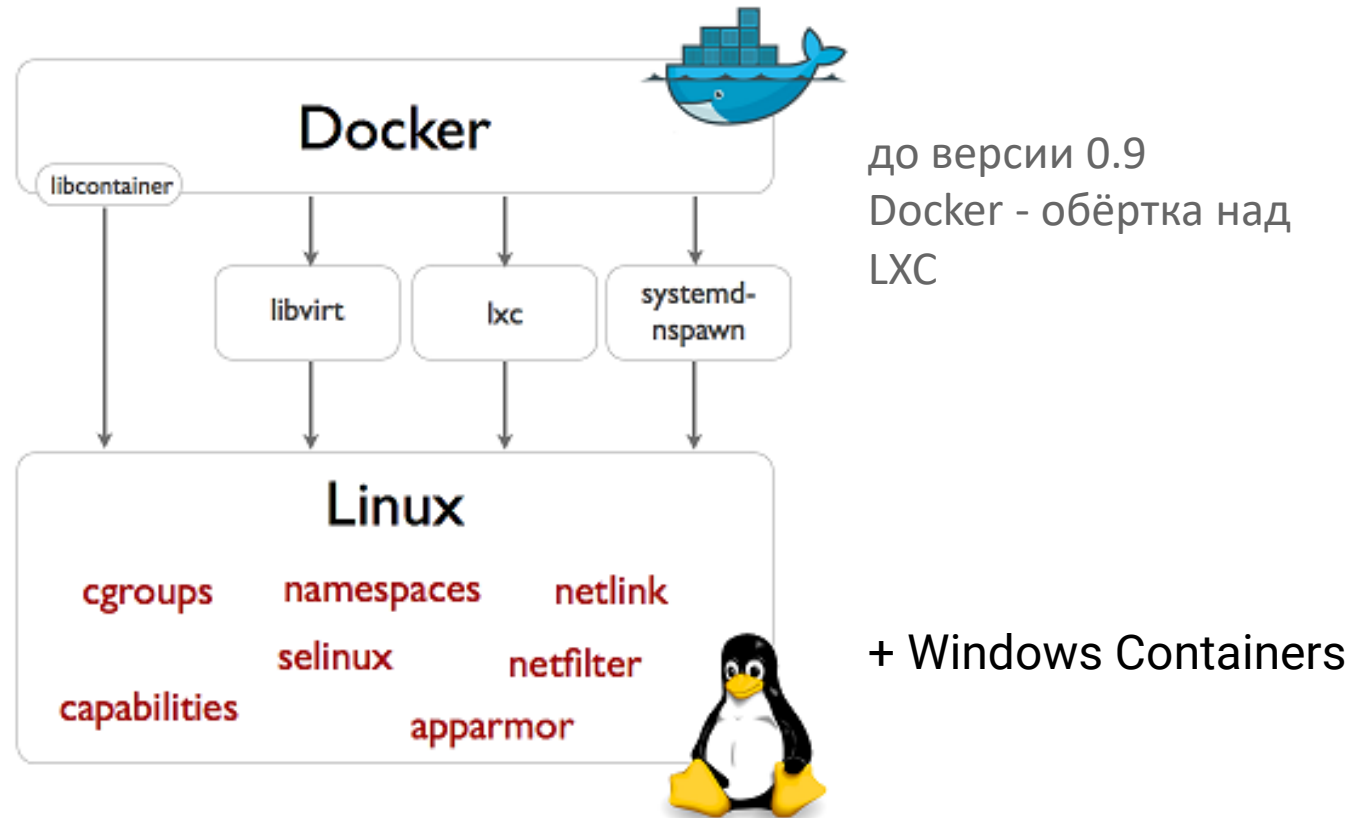 Docker
libcontainer
до версии 0.9
Docker - обёртка над
LXC
libvirt
lxc
systemd-
nspawn
Linux
cgroups
namespaces
netlink
selinux
netfilter
capabilities
apparmor
+ Windows Containers